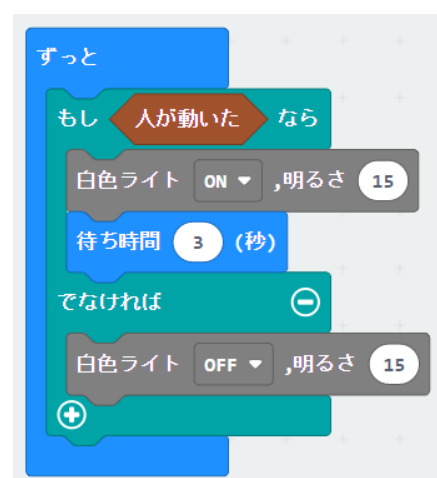 ずっと
もし 人が動いた なら
白色ライト ON ,明るさ 15
待ち時間 3 (秒)
でなければ
白色ライト OFF ,明るさ 15